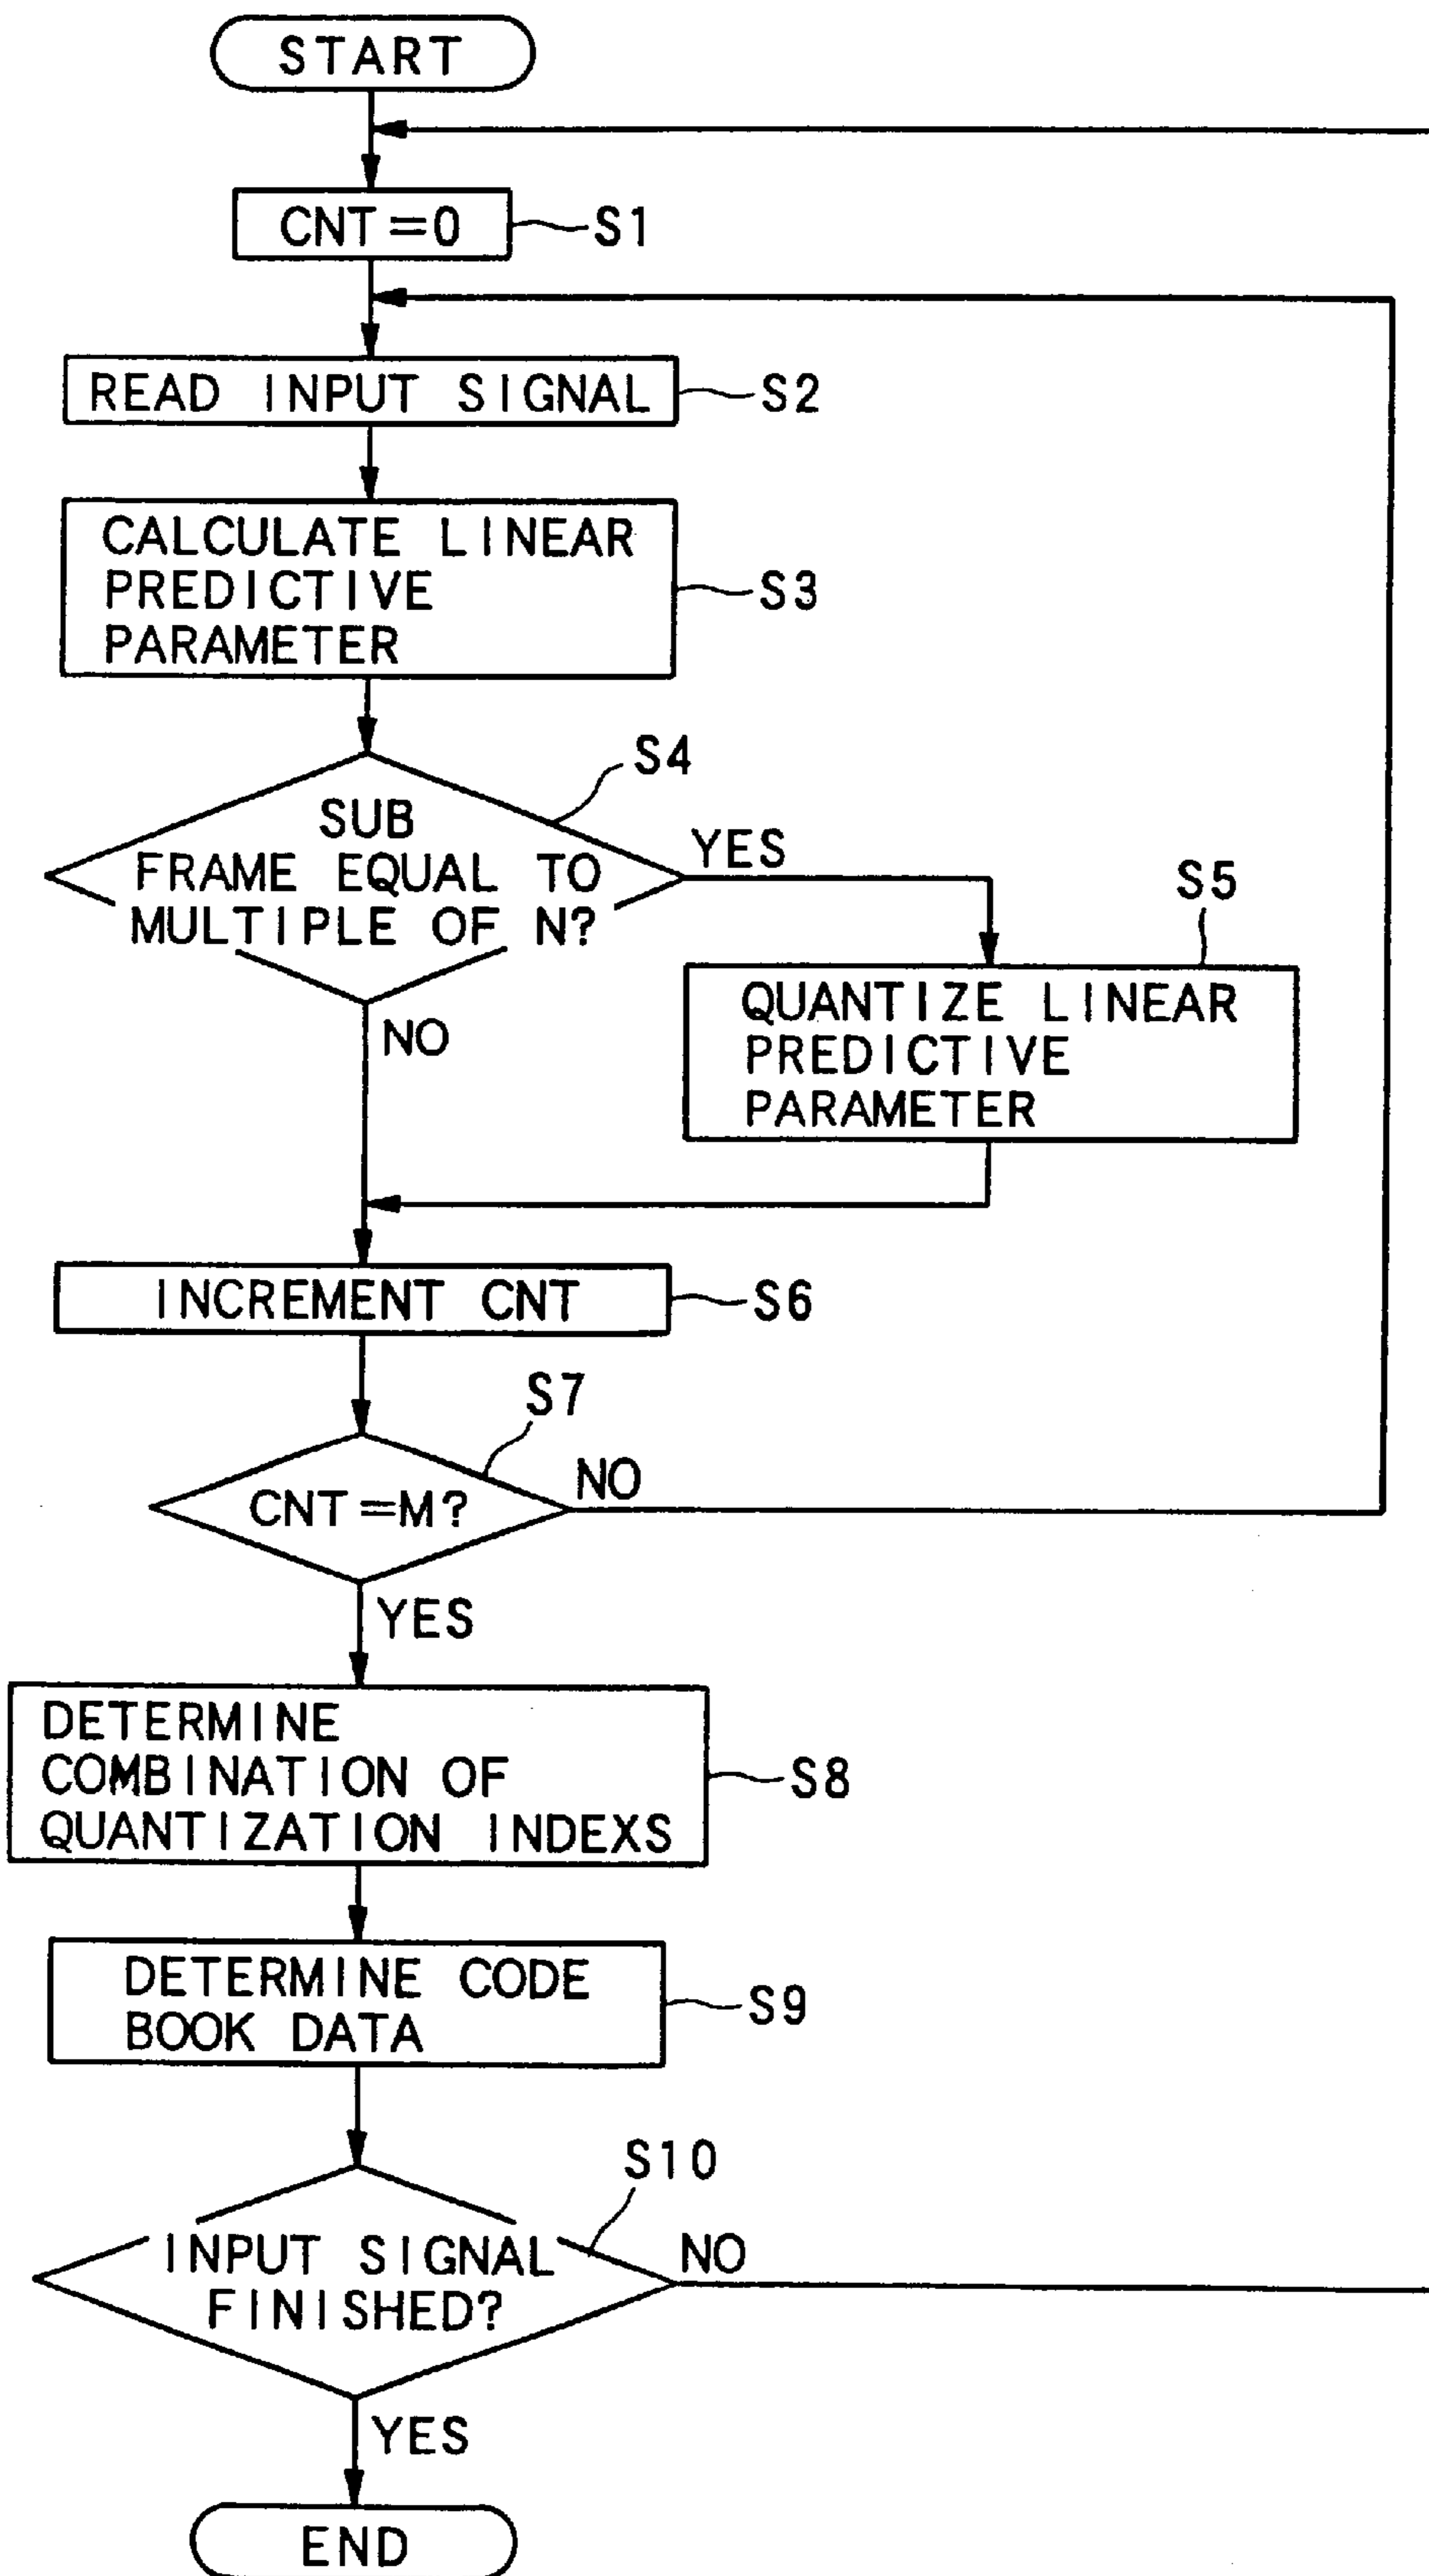 START
CNT=0
S1
READ INPUT SIGNAL
S2
CALCULATE LINEAR
PREDICTIVE
PARAMETER
S3
S4
SUB
FRAME EQUAL TO
MULTIPLE OF N?
YES
NO
S5
QUANTIZE LINEAR
PREDICTIVE
PARAMETER
INCREMENT CNT
S6
S7
CNT=M?
NO
YES
DETERMINE
COMBINATION OF
QUANTIZATION INDEXS
S8
DETERMINE CODE
BOOK DATA
S9
S10
INPUT SIGNAL
FINISHED?
NO
YES
END